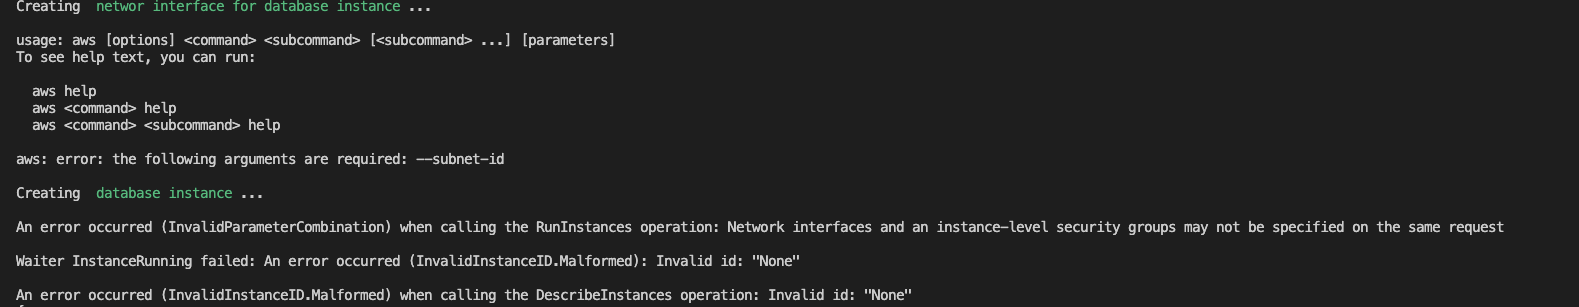 Creating  networ interface for database instance ...
usage: aws [options] <command> <subcommand> [<subcommand> ...] [parameters]
To see help text, you can run:
  aws help
  aws <command> help
  aws <command> <subcommand> help
aws: error: the following arguments are required: --subnet-id
Creating  database instance ...
An error occurred (InvalidParameterCombination) when calling the RunInstances operation: Network interfaces and an instance-level security groups may not be specified on the same request
Waiter InstanceRunning failed: An error occurred (InvalidInstanceID.Malformed): Invalid id: "None"
An error occurred (InvalidInstanceID.Malformed) when calling the DescribeInstances operation: Invalid id: "None"